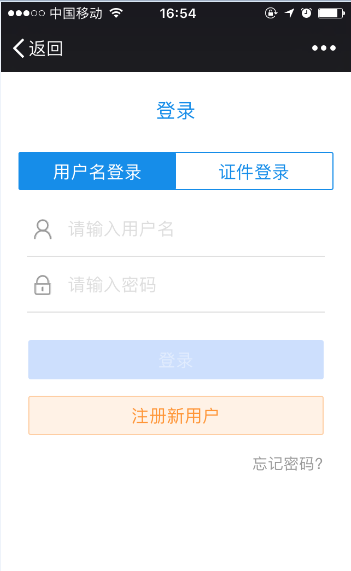 中国移动 16:54
返回
登录
用户名登录 证件登录
请输入用户名
请输入密码
登录
注册新用户
忘记密码?